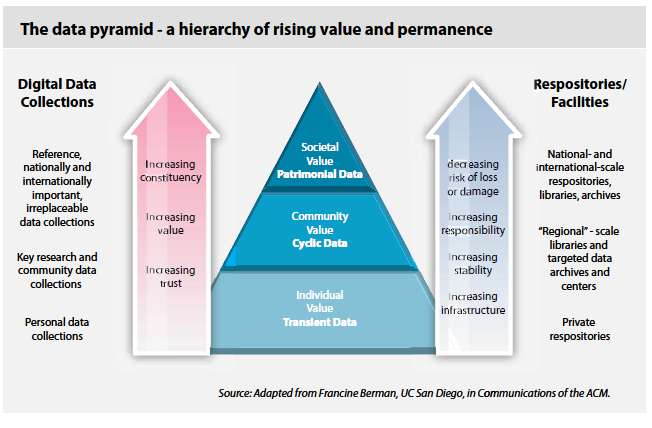 The data pyramid - a hierarchy of rising value and permanence
Digital Data
Collections
Reference,
nationally and
internationally
important,
irreplaceable
data collections
Key research and
community data
collections
Personal data
collections
Increasing
constituency
Increasing
value
Increasing
trust
Societal
Value
Patrimonial Data
Community
Value
Cyclic Data
Individual
Value
Transient Data
decreasing
risk of loss
or damage
Increasing
responsibility
Increasing
stability
Increasing
infrastructure
Respositories/
Facilities
National- and
international-scale
respositories,
libraries, archives
“Regional” - scale
libraries and
targeted data
archives and
centers
Private
respositories
Source: Adapted from Francine Berman, UC San Diego, in Communications of the ACM.